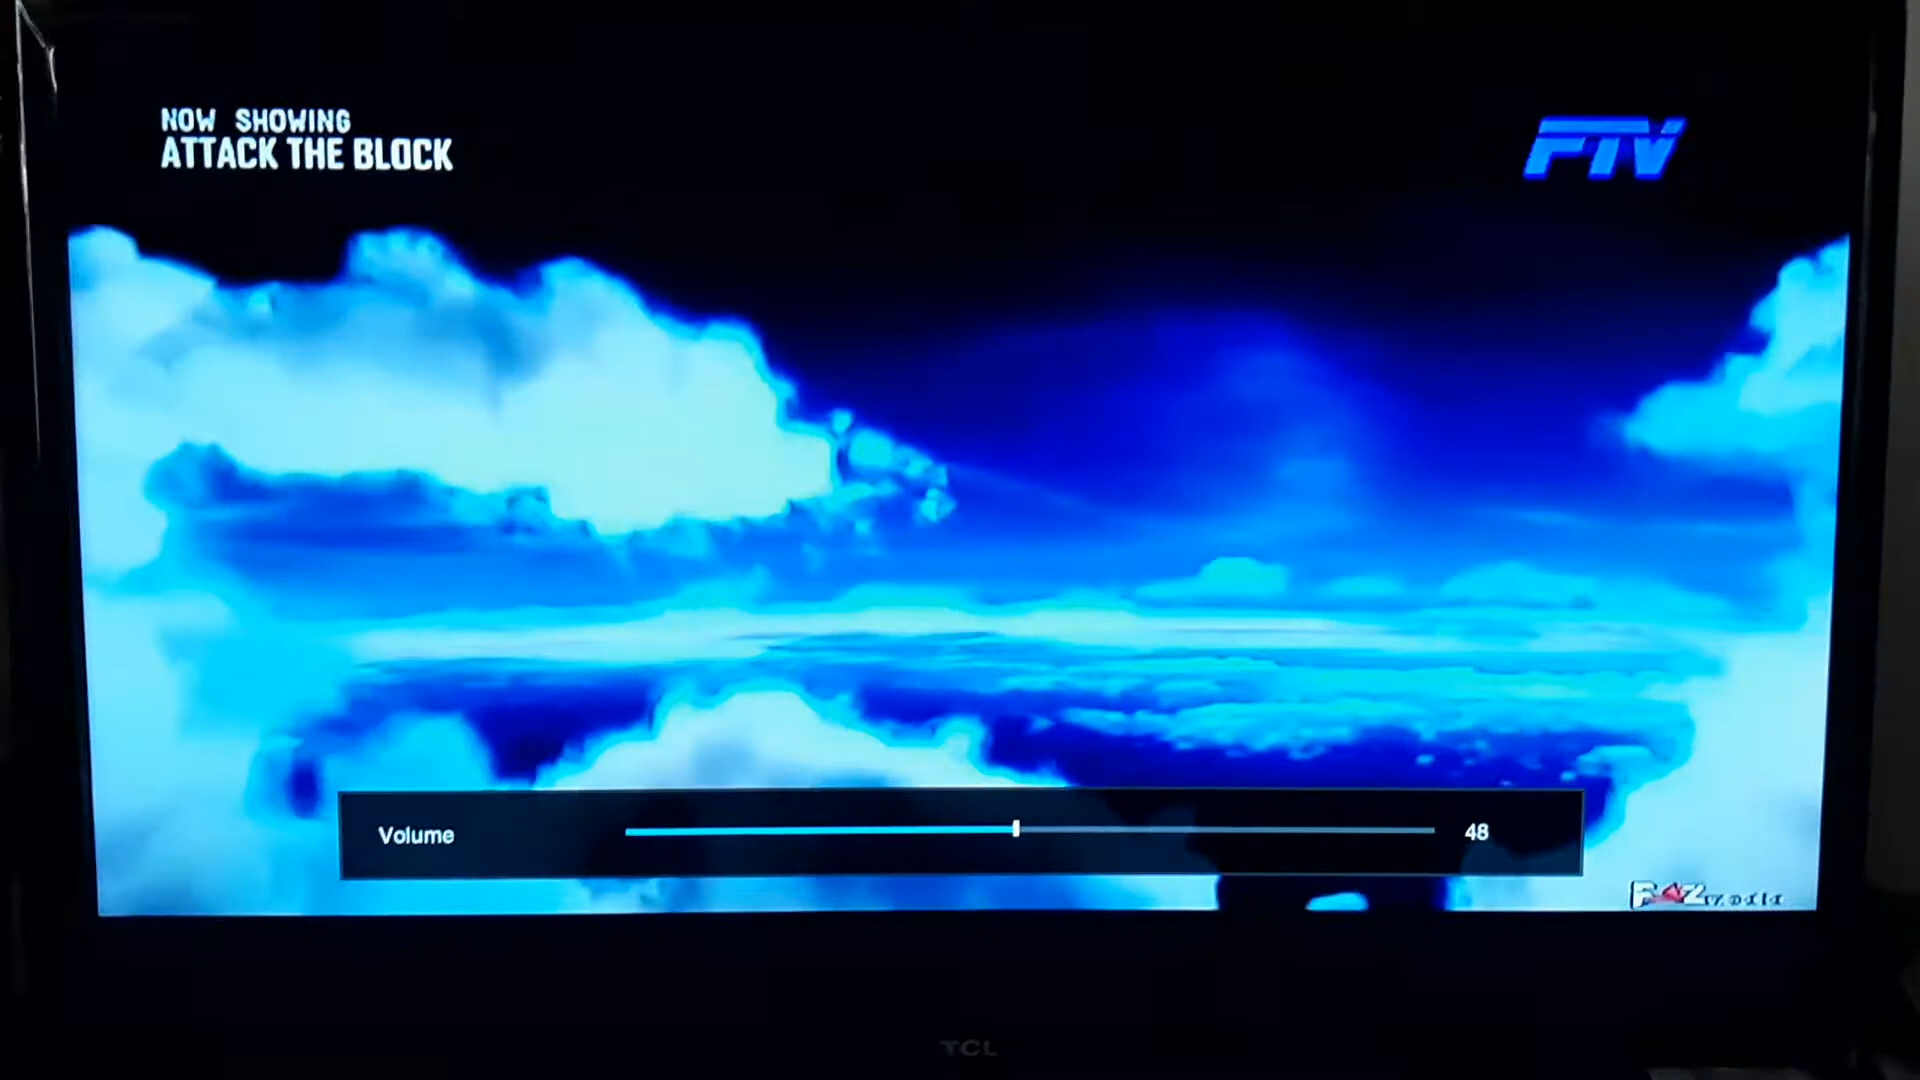 NOW SHOWING
ATTACK THE BLOCK
FTV
Volume
48
TCL